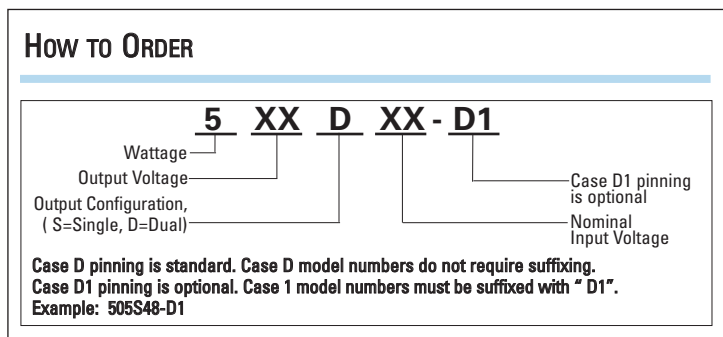 HOW TO ORDER
5 XX D XX - D1
Wattage
Output Voltage
Output Configuration,
( S=Single, D=Dual)
Case D1 pinning
is optional
Nominal
Input Voltage
Case D pinning is standard. Case D model numbers do not require suffixing.
Case D1 pinning is optional. Case 1 model numbers must be suffixed with “ D1”.
Example: 505S48-D1